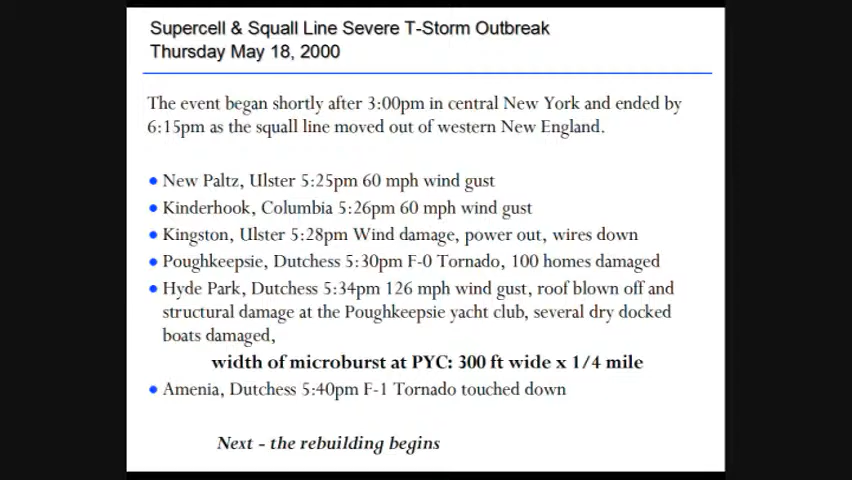 Supercell & Squall Line Severe T-Storm Outbreak
Thursday May 18, 2000
The event began shortly after 3:00pm in central New York and ended by
6:15pm as the squall line moved out of western New England.
• New Paltz, Ulster 5:25pm 60 mph wind gust
• Kinderhook, Columbia 5:26pm 60 mph wind gust
• Kingston, Ulster 5:28pm Wind damage, power out, wires down
• Poughkeepsie, Dutchess 5:30pm F-0 Tornado, 100 homes damaged
• Hyde Park, Dutchess 5:34pm 126 mph wind gust, roof blown off and
structural damage at the Poughkeepsie yacht club, several dry docked
boats damaged,
width of microburst at PYC: 300 ft wide x 1/4 mile
• Amenia, Dutchess 5:40pm F-1 Tornado touched down
Next - the rebuilding begins